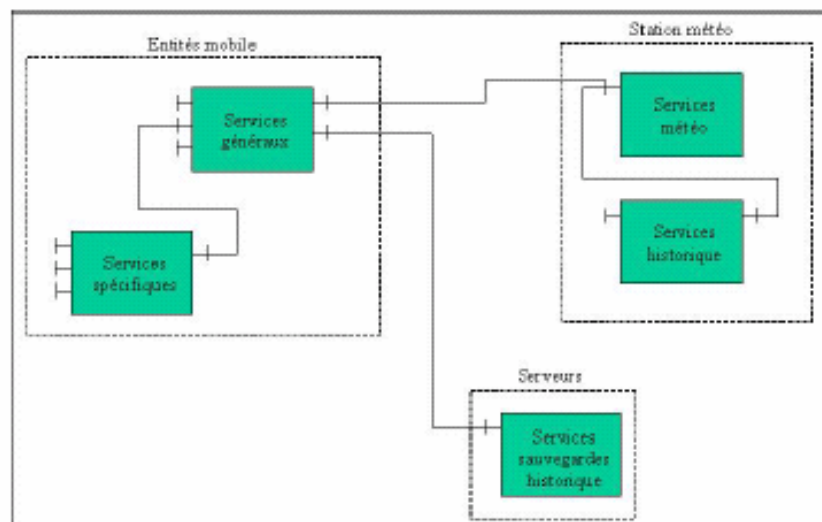 Entités mobile
Station météo
Services
généraux
Services
météo
Services
historique
Services
spécifiques
Serveurs
Services
sauvegardes
historique